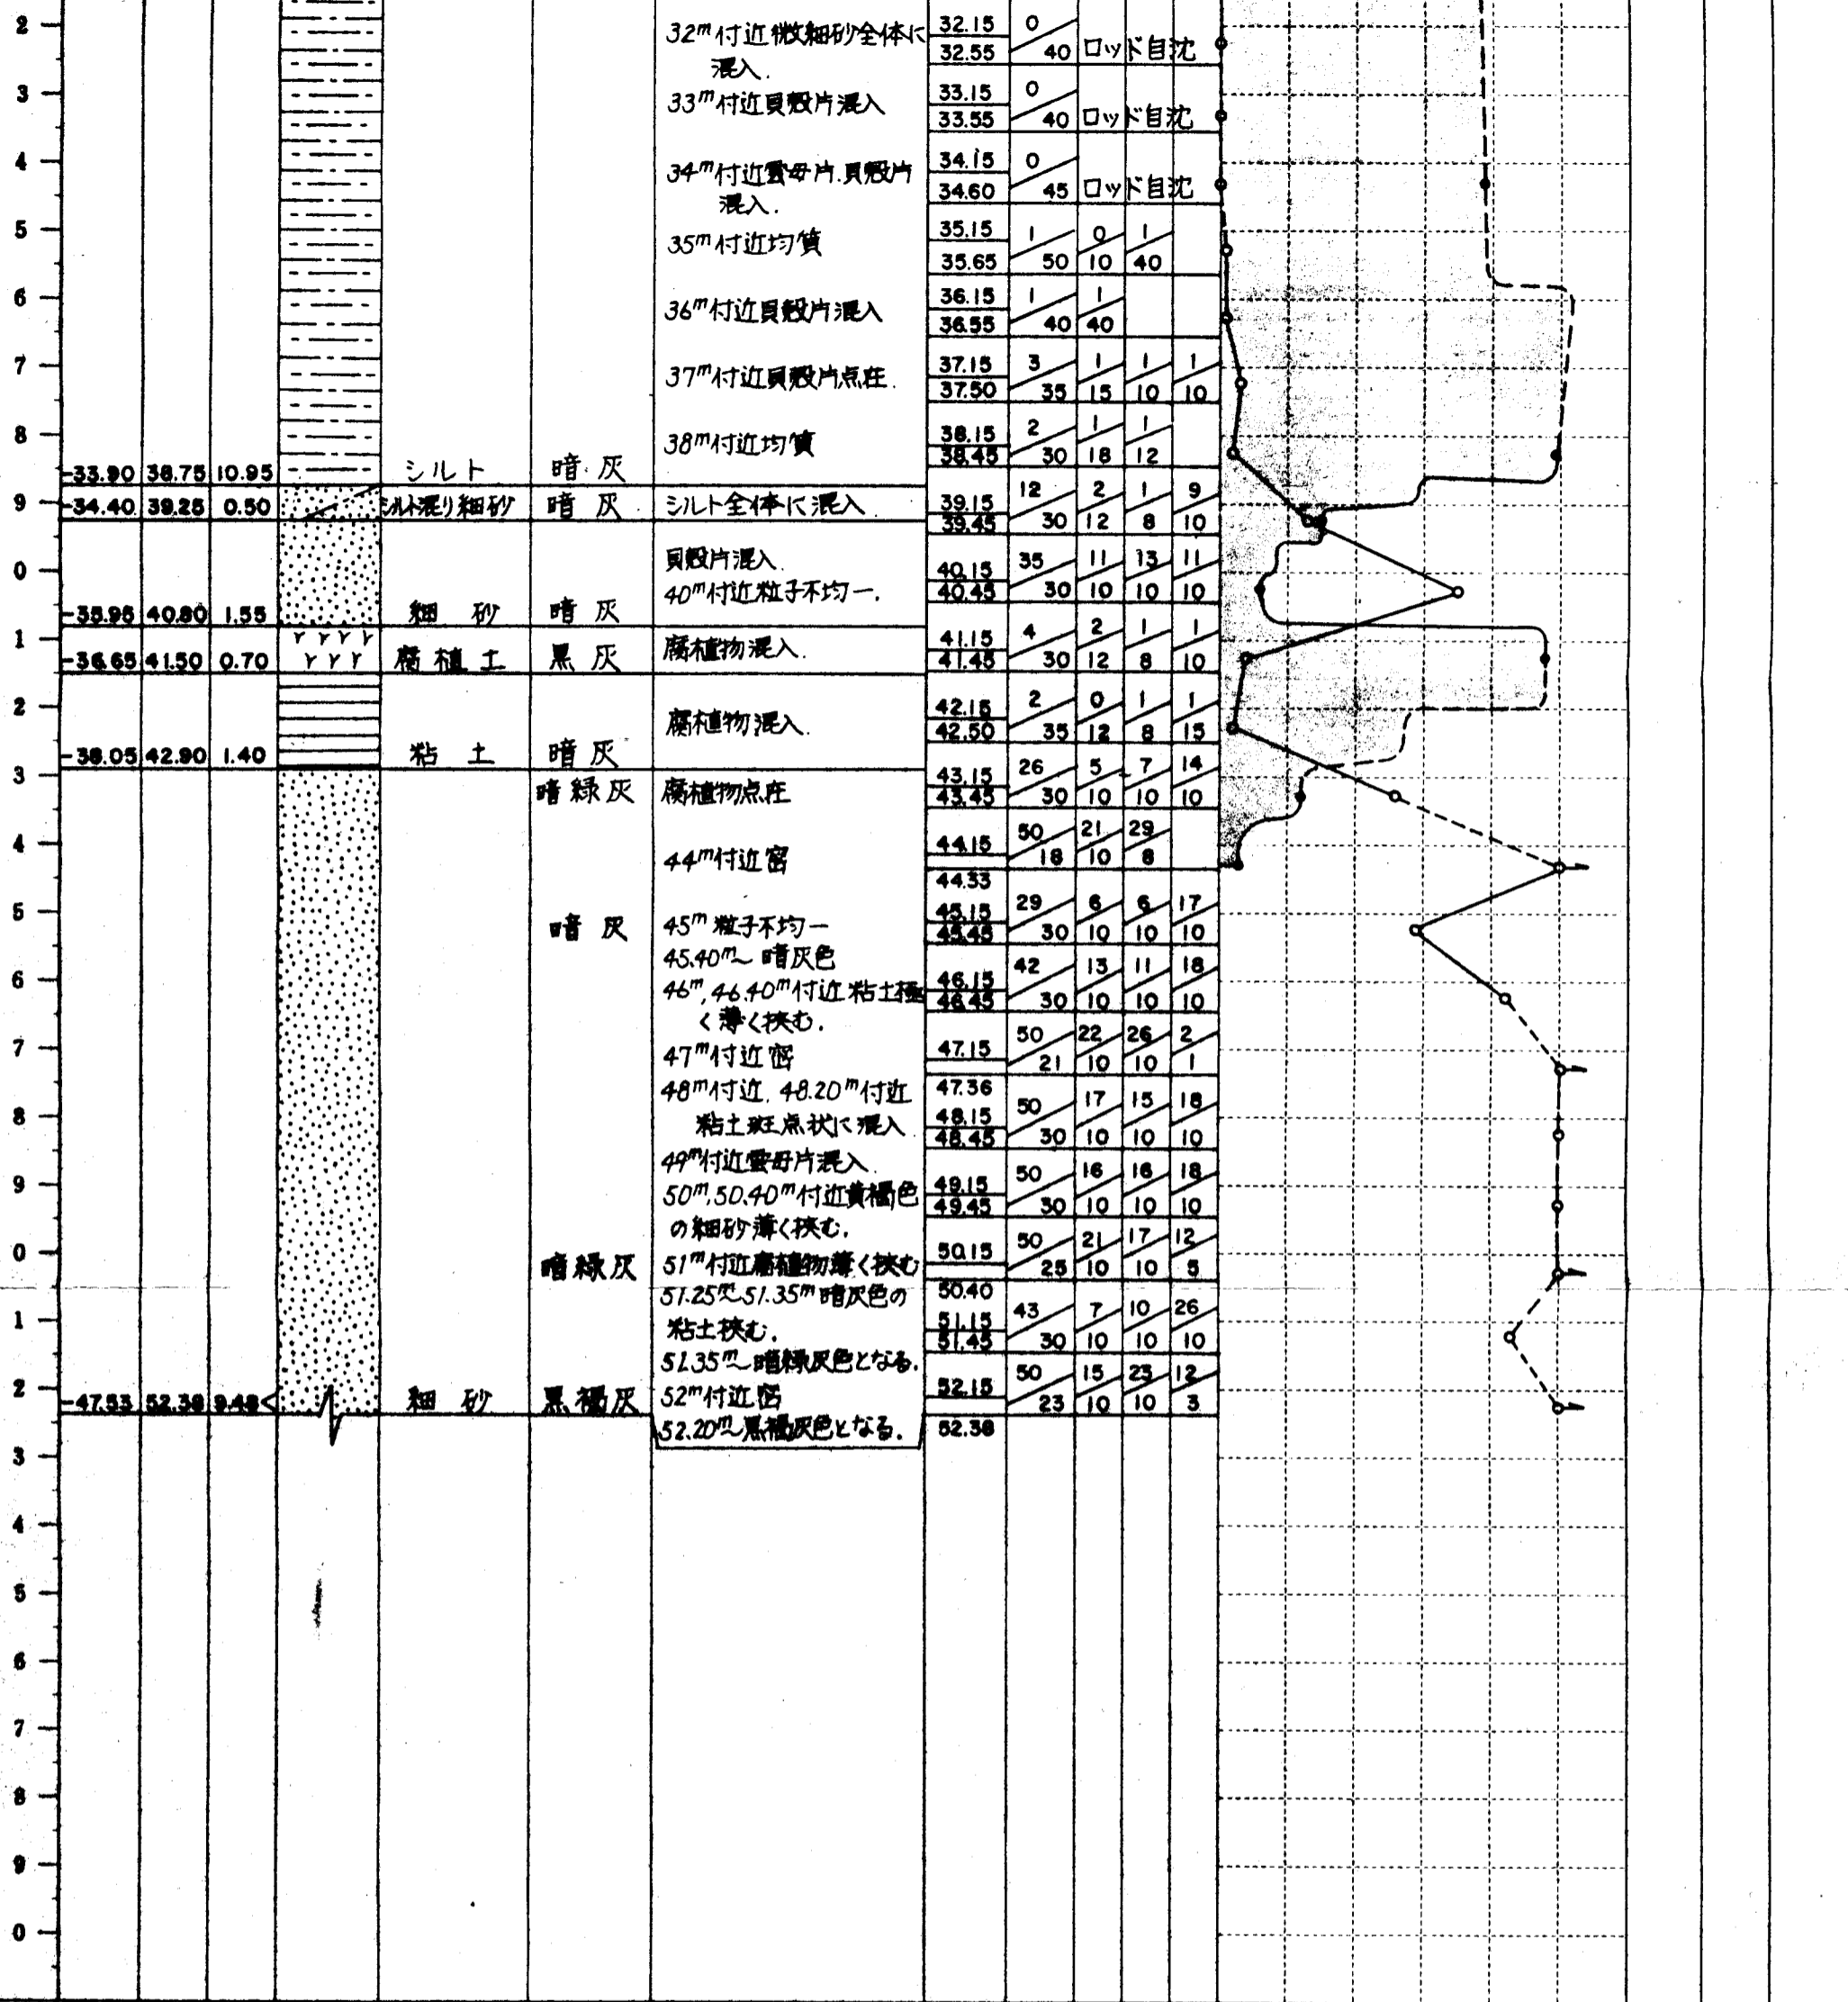 2
32ᵐ付近微細砂全体に
混入.
32.15 0
32.55 40 ロッド自沈
3
33ᵐ付近貝殻片混入
33.15 0
33.55 40 ロッド自沈
4
34ᵐ付近雲母片.貝殻片
混入.
34.15 0
34.60 45 ロッド自沈
5
35ᵐ付近均質
35.15 1 0 1
35.65 50 10 40
6
36ᵐ付近貝殻片混入
36.15 1 1
36.55 40 40
7
37ᵐ付近貝殻片点在.
37.15 3 1 1 1
37.50 35 15 10 10
8
38ᵐ付近均質
38.15 2 1 1
38.45 30 18 12
-33.90 38.75 10.95 シルト 暗灰
9
-34.40 39.25 0.50 シルト混り細砂 暗灰 シルト全体に混入
39.15 12 2 1 9
39.45 30 12 8 10
0
貝殻片混入.
40ᵐ付近粒子不均一.
40.15 35 11 13 11
40.45 30 10 10 10
-35.95 40.80 1.55 細砂 暗灰
1
-36.65 41.50 0.70 腐植土 黒灰 腐植物混入.
41.15 4 2 1 1
41.45 30 12 8 10
2
腐植物混入.
42.15 2 0 1 1
42.50 35 12 8 15
-38.05 42.90 1.40 粘土 暗灰
3
暗緑灰 腐植物点在
43.15 26 5 7 14
43.45 30 10 10 10
4
44ᵐ付近密
44.15 50 21 29
18 10 8
44.33
5
暗灰 45ᵐ粒子不均一
45.15 29 6 6 17
45.45 30 10 10 10
45.40ᵐ~暗灰色
6
46ᵐ,46.40ᵐ付近粘土極
く薄く挟む.
46.15 42 13 11 18
46.45 30 10 10 10
7
47ᵐ付近密
47.15 50 22 26 2
21 10 10 1
47.36
8
48ᵐ付近,48.20ᵐ付近
粘土斑点状に混入
48.15 50 17 15 18
48.45 30 10 10 10
9
49ᵐ付近雲母片混入.
49.15 50 16 16 18
49.45 30 10 10 10
50ᵐ,50.40ᵐ付近黄褐色
の細砂薄く挟む.
0
暗緑灰 51ᵐ付近腐植物薄く挟む
50.15 50 21 17 12
25 10 10 5
50.40
1
51.25ᵐ~51.35ᵐ暗灰色の
粘土挟む.
51.15 43 7 10 26
51.45 30 10 10 10
51.35ᵐ~暗緑灰色となる.
2
-47.53 52.38 9.48< 細砂 黒褐灰 52ᵐ付近密
52.15 50 15 23 12
23 10 10 3
52.20ᵐ~黒褐灰色となる.
52.38
3
4
5
6
7
8
9
0